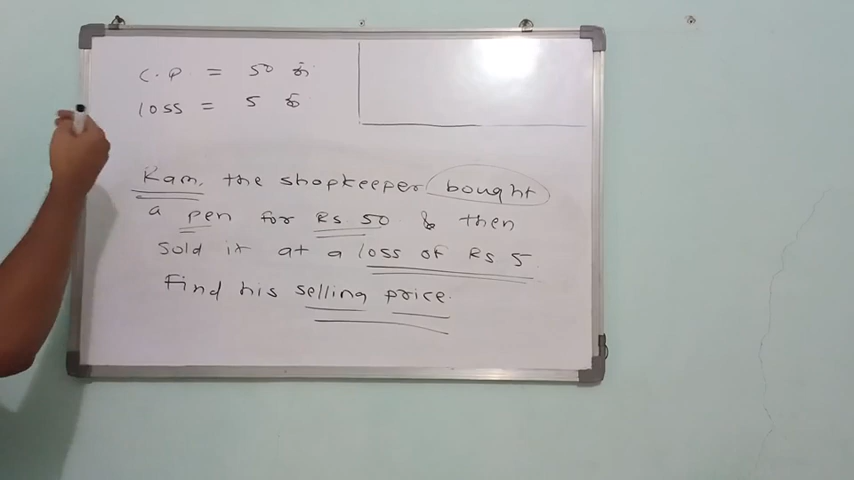 C.P = 50 रु
loss = 5 रु
Ram, the shopkeeper bought
a pen for Rs 50 & then
sold it at a loss of Rs 5.
Find his selling price.